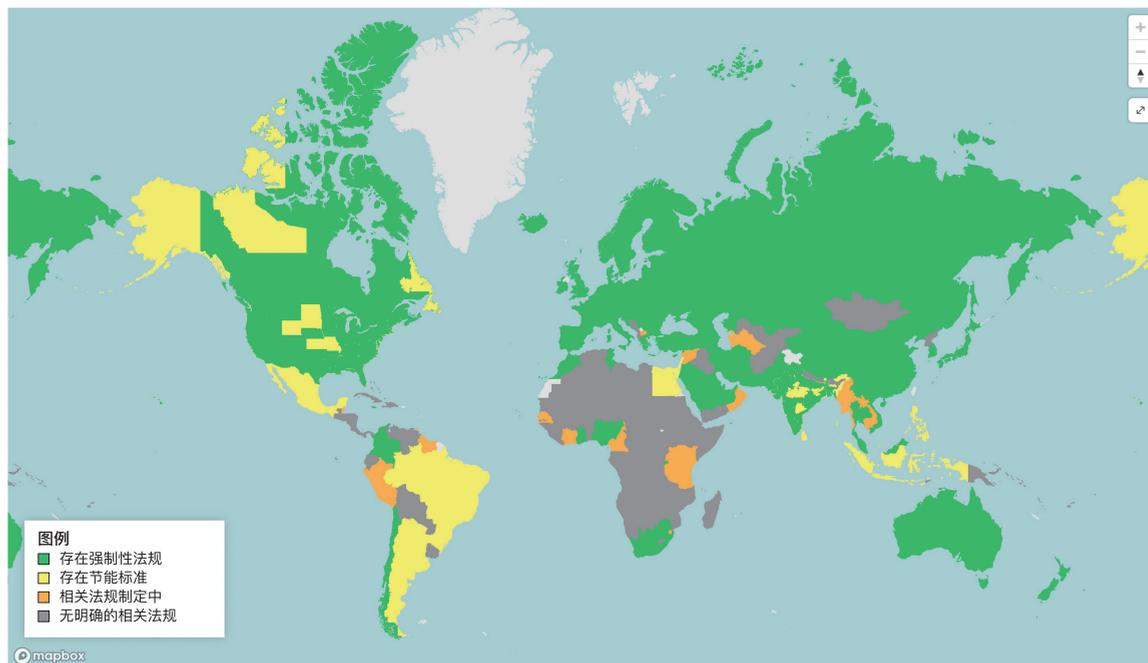 图例
存在强制性法规
存在节能标准
相关法规制定中
无明确的相关法规
mapbox